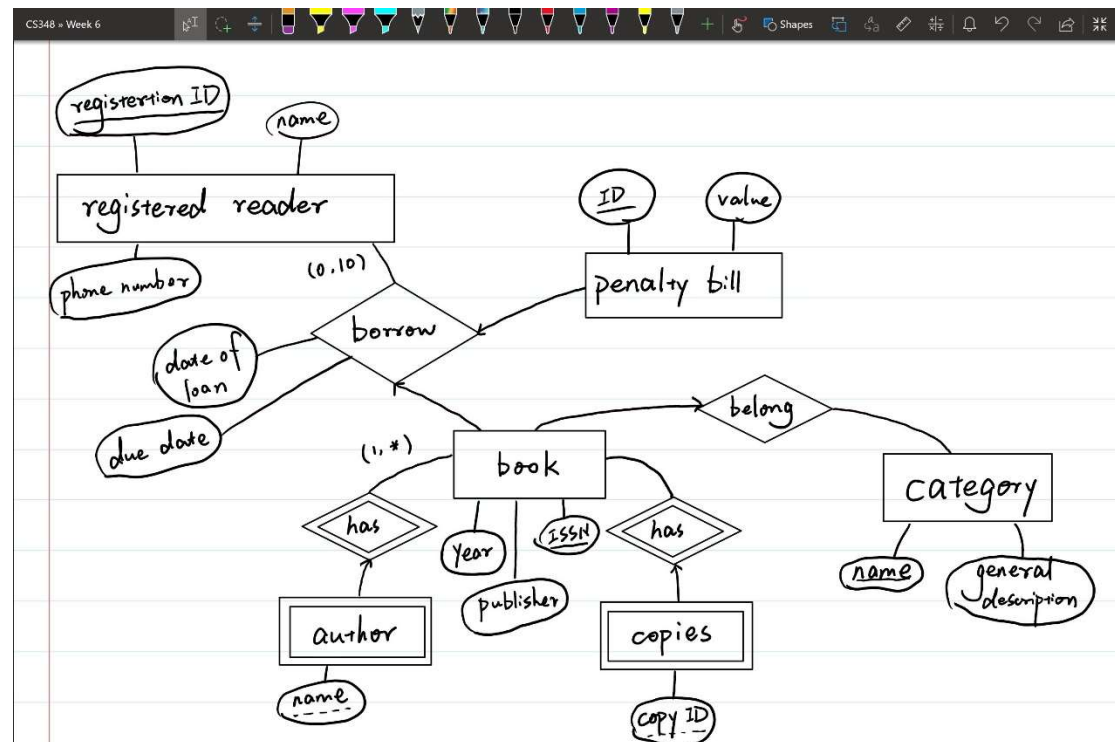 CS348 » Week 6
Shapes
registertion ID
name
registered reader
phone number
ID
value
penalty bill
(0,10)
borrow
date of
loan
due date
belong
(1,*)
book
category
has
year
ISSN
has
publisher
name
general
description
author
copies
name
copy ID